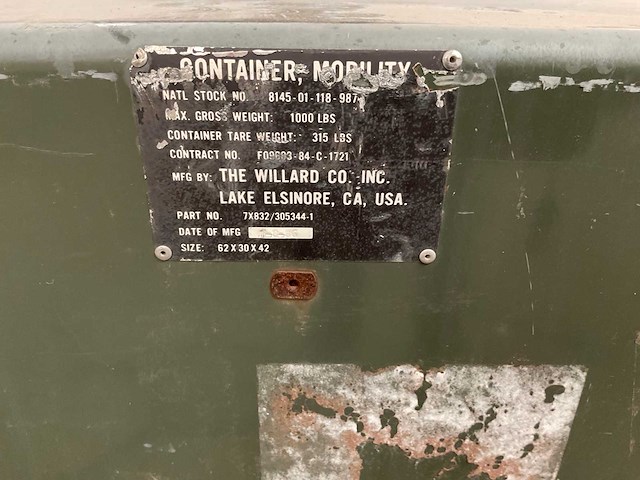 CONTAINER, MOBILITY
NATL STOCK NO. 8145-01-118-987
MAX. GROSS WEIGHT: 1000 LBS
CONTAINER TARE WEIGHT: 315 LBS
CONTRACT NO.
MFG BY: THE WILLARD CO. INC.
LAKE ELSINORE, CA, USA.
PART NO. 7X832/305344-1
DATE OF MFG
SIZE: 62 X 30 X 42